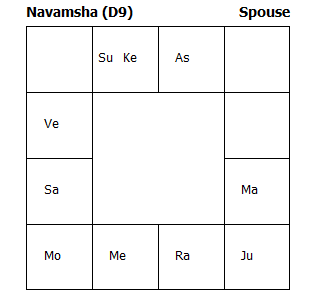 Navamsha (D9) Spouse
Su Ke As
Ve
Sa Ma
Mo Me Ra Ju